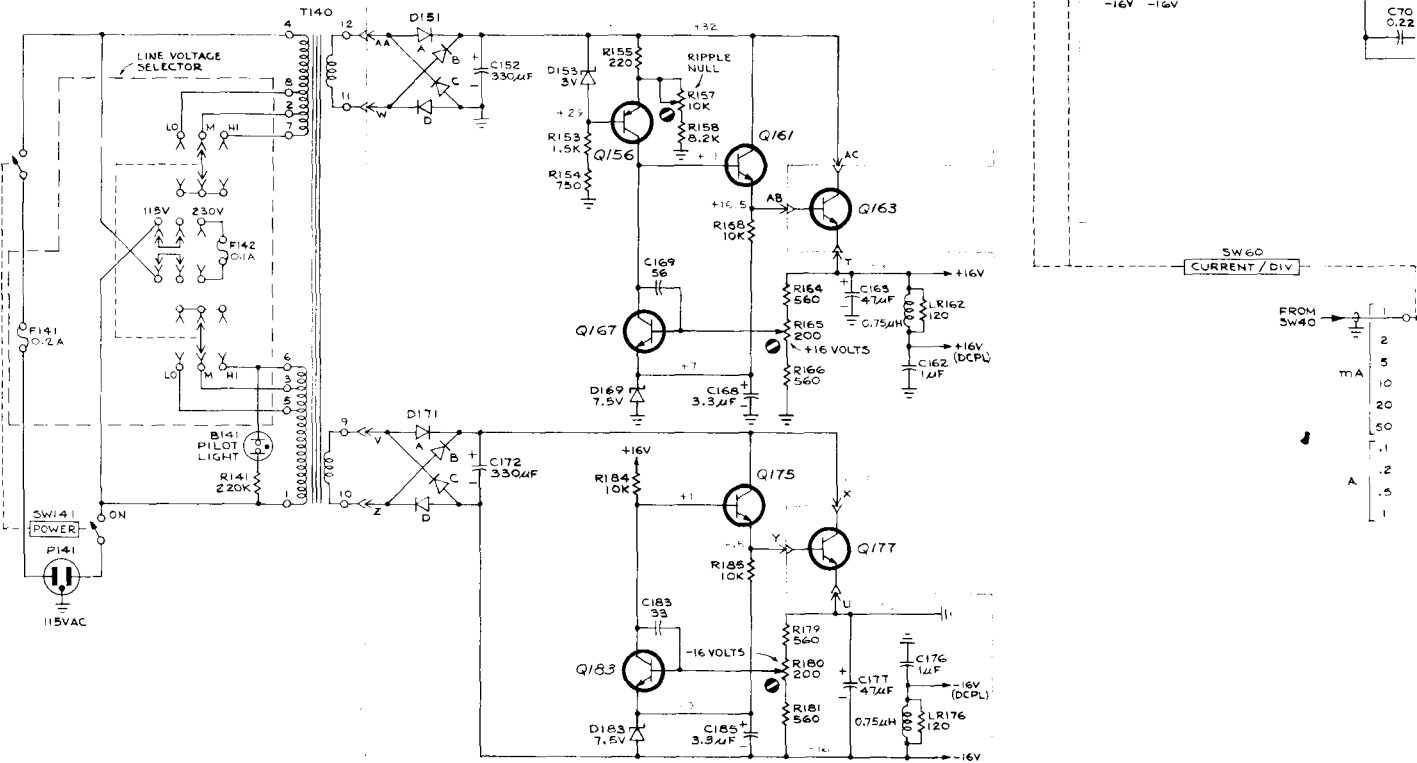 T140
4
12
AA
D151
A
B
C
D
11
W
LINE VOLTAGE
SELECTOR
8
2
7
LO
M
HI
115V
230V
F142
0.1A
F141
0.2A
LO
M
HI
6
3
5
B141
PILOT
LIGHT
R141
220K
1
SW141
POWER
ON
P141
115VAC
C152
330µF
+
-
+32
D153
3V
R155
220
RIPPLE
NULL
R157
10K
R158
8.2K
+29
R153
1.5K
Q156
R154
750
Q161
AC
+16.5
AB
Q163
R168
10K
T
C169
56
Q167
R164
560
R165
200
+16 VOLTS
R166
560
+
47µF
-
0.75µH
LR162
120
+16V
+16V
(DCPL)
C162
1µF
+7
D169
7.5V
C168
3.3µF
+
-
9
V
D171
A
B
C
D
10
Z
C172
330µF
+
-
+16V
R184
10K
+1
Q175
X
Y
Q177
R185
10K
U
C183
33
Q183
-16 VOLTS
R179
560
R180
200
R181
560
+
C177
47µF
-
C176
1µF
-16V
(DCPL)
0.75µH
LR176
120
D183
7.5V
C185
3.3µF
+
-
-16
-16V
-16V -16V
C70
0.22
SW60
CURRENT/DIV
FROM
SW40
mA
1
2
5
10
20
50
A
.1
.2
.5
1